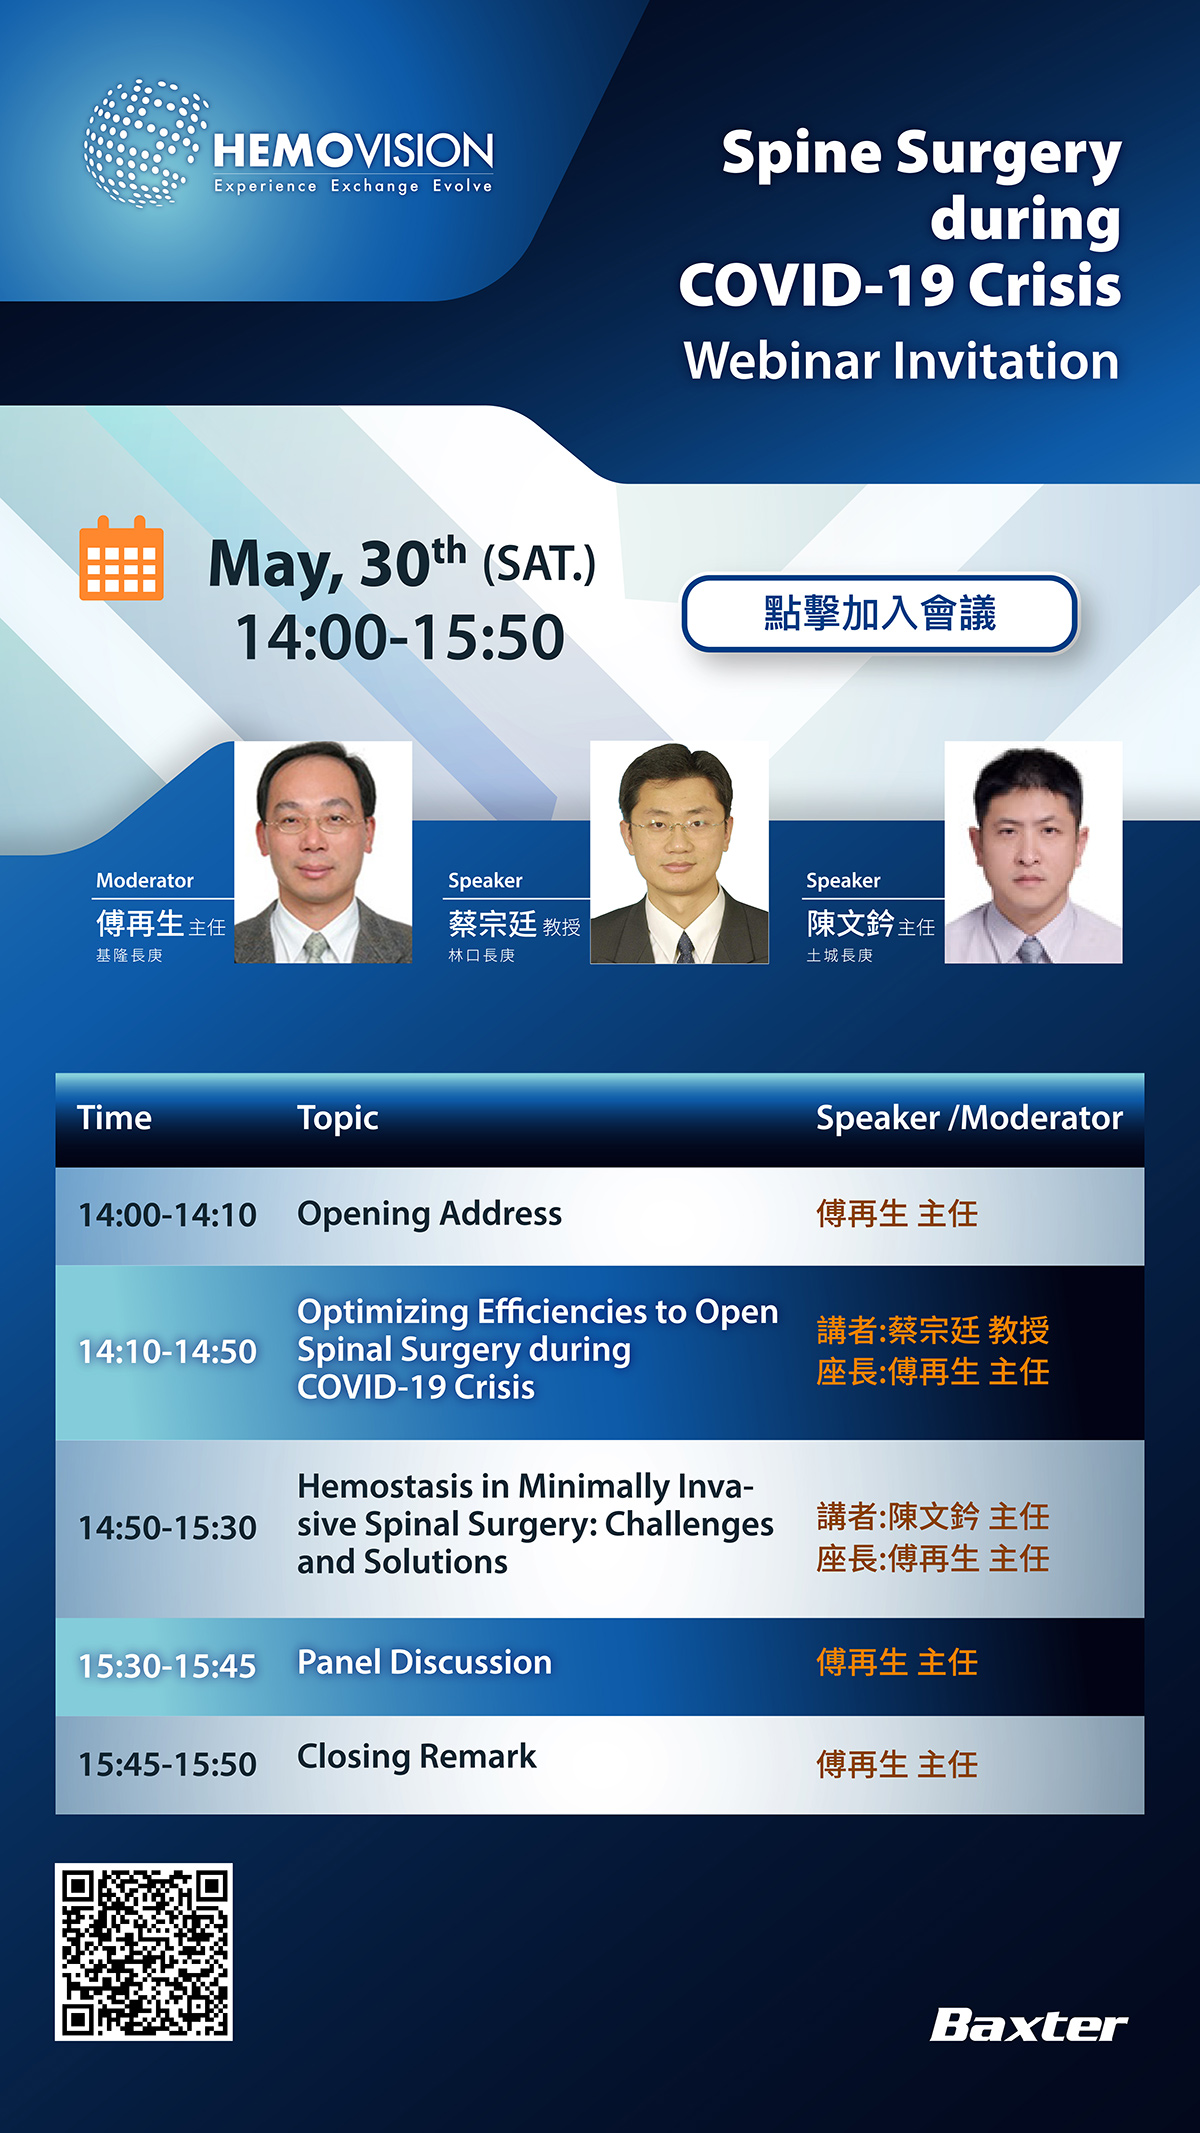 HEMOVISION
Experience Exchange Evolve
Spine Surgery
during
COVID-19 Crisis
Webinar Invitation
May, 30th (SAT.)
14:00-15:50
點擊加入會議
Moderator
傅再生 主任
基隆長庚
Speaker
蔡宗廷 教授
林口長庚
Speaker
陳文鈐 主任
土城長庚
Time Topic Speaker /Moderator
14:00-14:10 Opening Address 傅再生 主任
14:10-14:50
Optimizing Efficiencies to Open
Spinal Surgery during
COVID-19 Crisis
講者:蔡宗廷 教授
座長:傅再生 主任
14:50-15:30
Hemostasis in Minimally Inva-
sive Spinal Surgery: Challenges
and Solutions
講者:陳文鈐 主任
座長:傅再生 主任
15:30-15:45 Panel Discussion 傅再生 主任
15:45-15:50 Closing Remark 傅再生 主任
Baxter